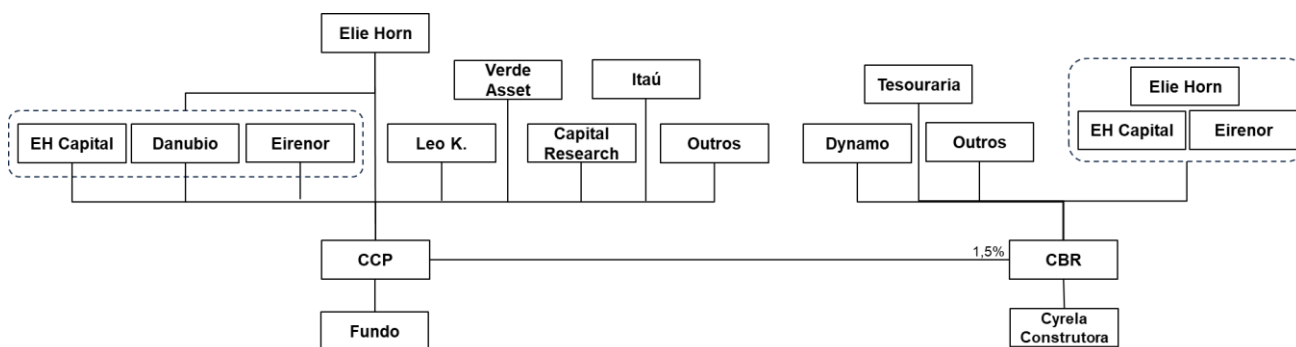 Elie Horn
Verde
Asset
Itaú
Tesouraria
Elie Horn
EH Capital
Danubio
Eirenor
Leo K.
Capital
Research
Outros
Dynamo
Outros
EH Capital
Eirenor
CCP
1,5%
CBR
Fundo
Cyrela
Construtora